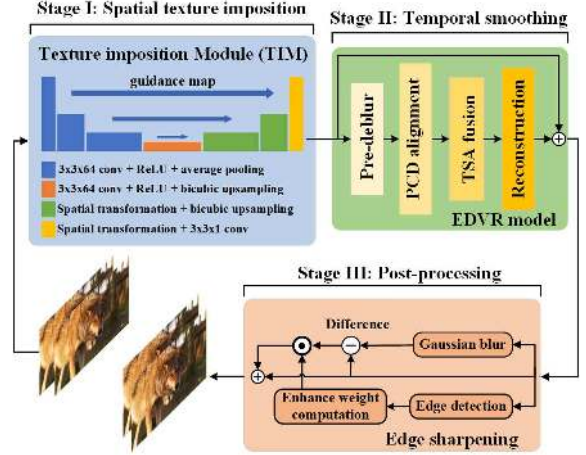 Stage I: Spatial texture imposition
Stage II: Temporal smoothing
Texture imposition Module (TIM)
guidance map
3x3x64 conv + ReLU + average pooling
3x3x64 conv + ReLU + bicubic upsampling
Spatial transformation + bicubic upsampling
Spatial transformation + 3x3x1 conv
Pre-deblur
PCD alignment
TSA fusion
Reconstruction
EDVR model
Stage III: Post-processing
Difference
Gaussian blur
Enhance weight
computation
Edge detection
Edge sharpening